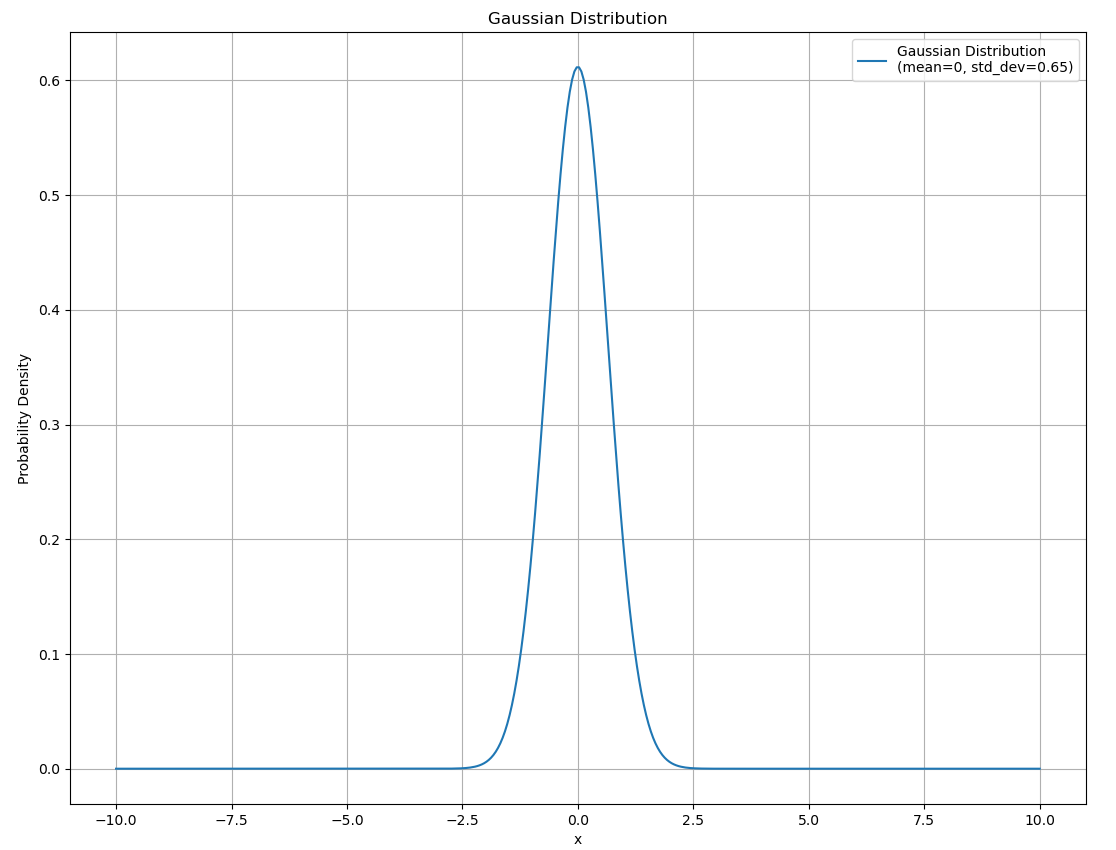 Gaussian Distribution
Gaussian Distribution
(mean=0, std_dev=0.65)
Probability Density
0.6
0.5
0.4
0.3
0.2
0.1
0.0
−10.0 −7.5 −5.0 −2.5 0.0 2.5 5.0 7.5 10.0
x